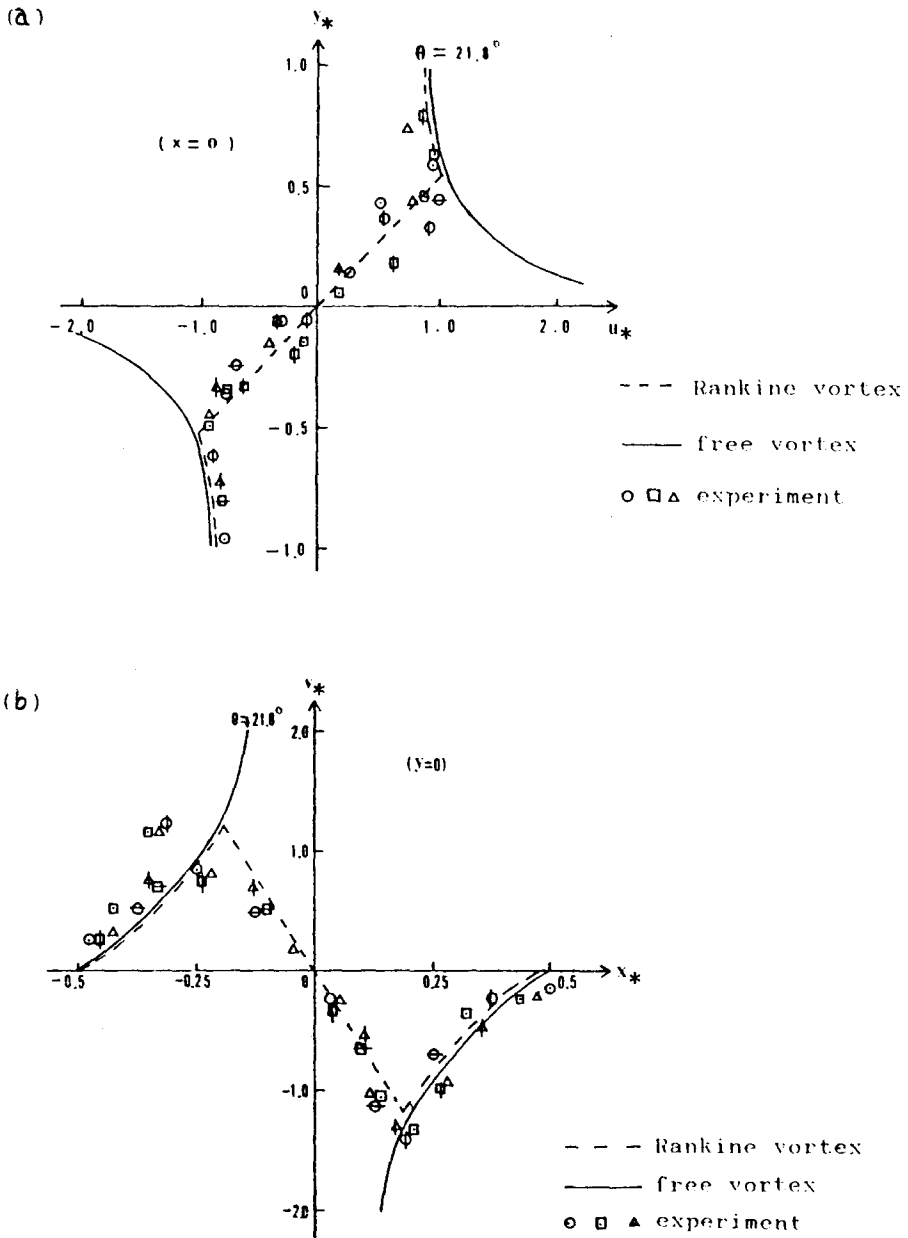 (a)
y*
θ = 21.8°
1.0
(x = 0)
0.5
0
-2.0
-1.0
1.0
2.0
u*
-0.5
-1.0
Rankine vortex
free vortex
experiment
(b)
v*
θ=21.8°
2.0
(y=0)
1.0
-0.5
-0.25
0
0.25
0.5
x*
-1.0
-2.0
Rankine vortex
free vortex
experiment